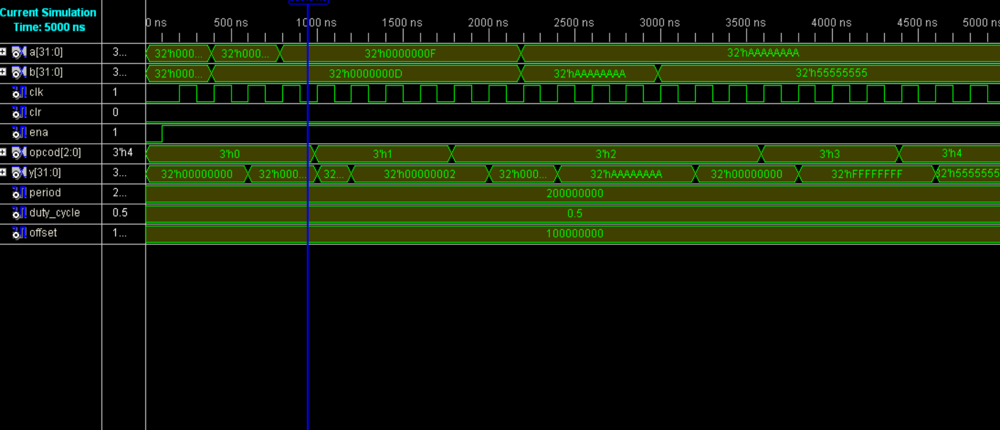 Current Simulation
Time: 5000 ns
0 ns 500 ns 1000 ns 1500 ns 2000 ns 2500 ns 3000 ns 3500 ns 4000 ns 4500 ns 5000 ns
a[31:0] 3... 32'h000... 32'h000... 32'h0000000F 32'hAAAAAAAA
b[31:0] 3... 32'h000... 32'h0000000D 32'hAAAAAAAA 32'h55555555
clk 1
clr 0
ena 1
opcod[2:0] 3'h4 3'h0 3'h1 3'h2 3'h3 3'h4
y[31:0] 3... 32'h00000000 32'h000... 32... 32'h00000002 32'h000... 32'hAAAAAAAA 32'h00000000 32'hFFFFFFFF 32'h5555555
period 2... 200000000
duty_cycle 0.5 0.5
offset 1... 100000000